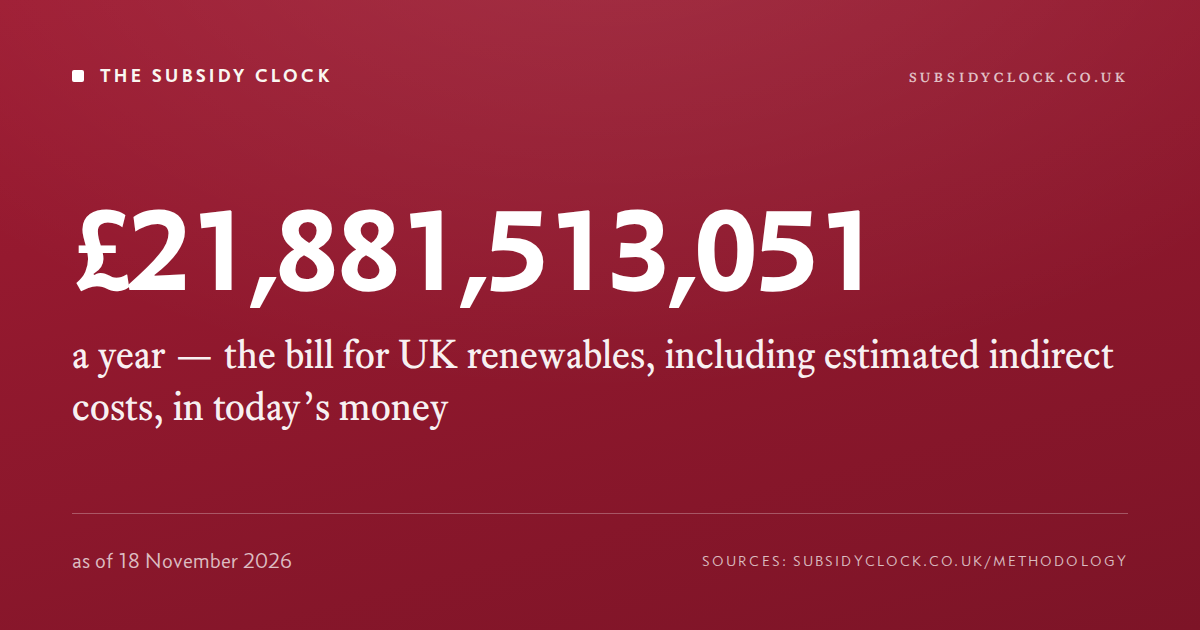 THE SUBSIDY CLOCK
SUBSIDYCLOCK.CO.UK
£21,881,513,051
a year — the bill for UK renewables, including estimated indirect
costs, in today’s money
as of 18 November 2026
SOURCES: SUBSIDYCLOCK.CO.UK/METHODOLOGY